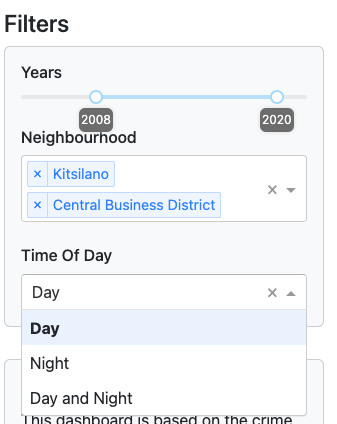 Filters
Years
2008 2020
Neighbourhood
× Kitsilano
× Central Business District
×
Time Of Day
Day ×
Day
Night
Day and Night
This dashboard is based on the crime